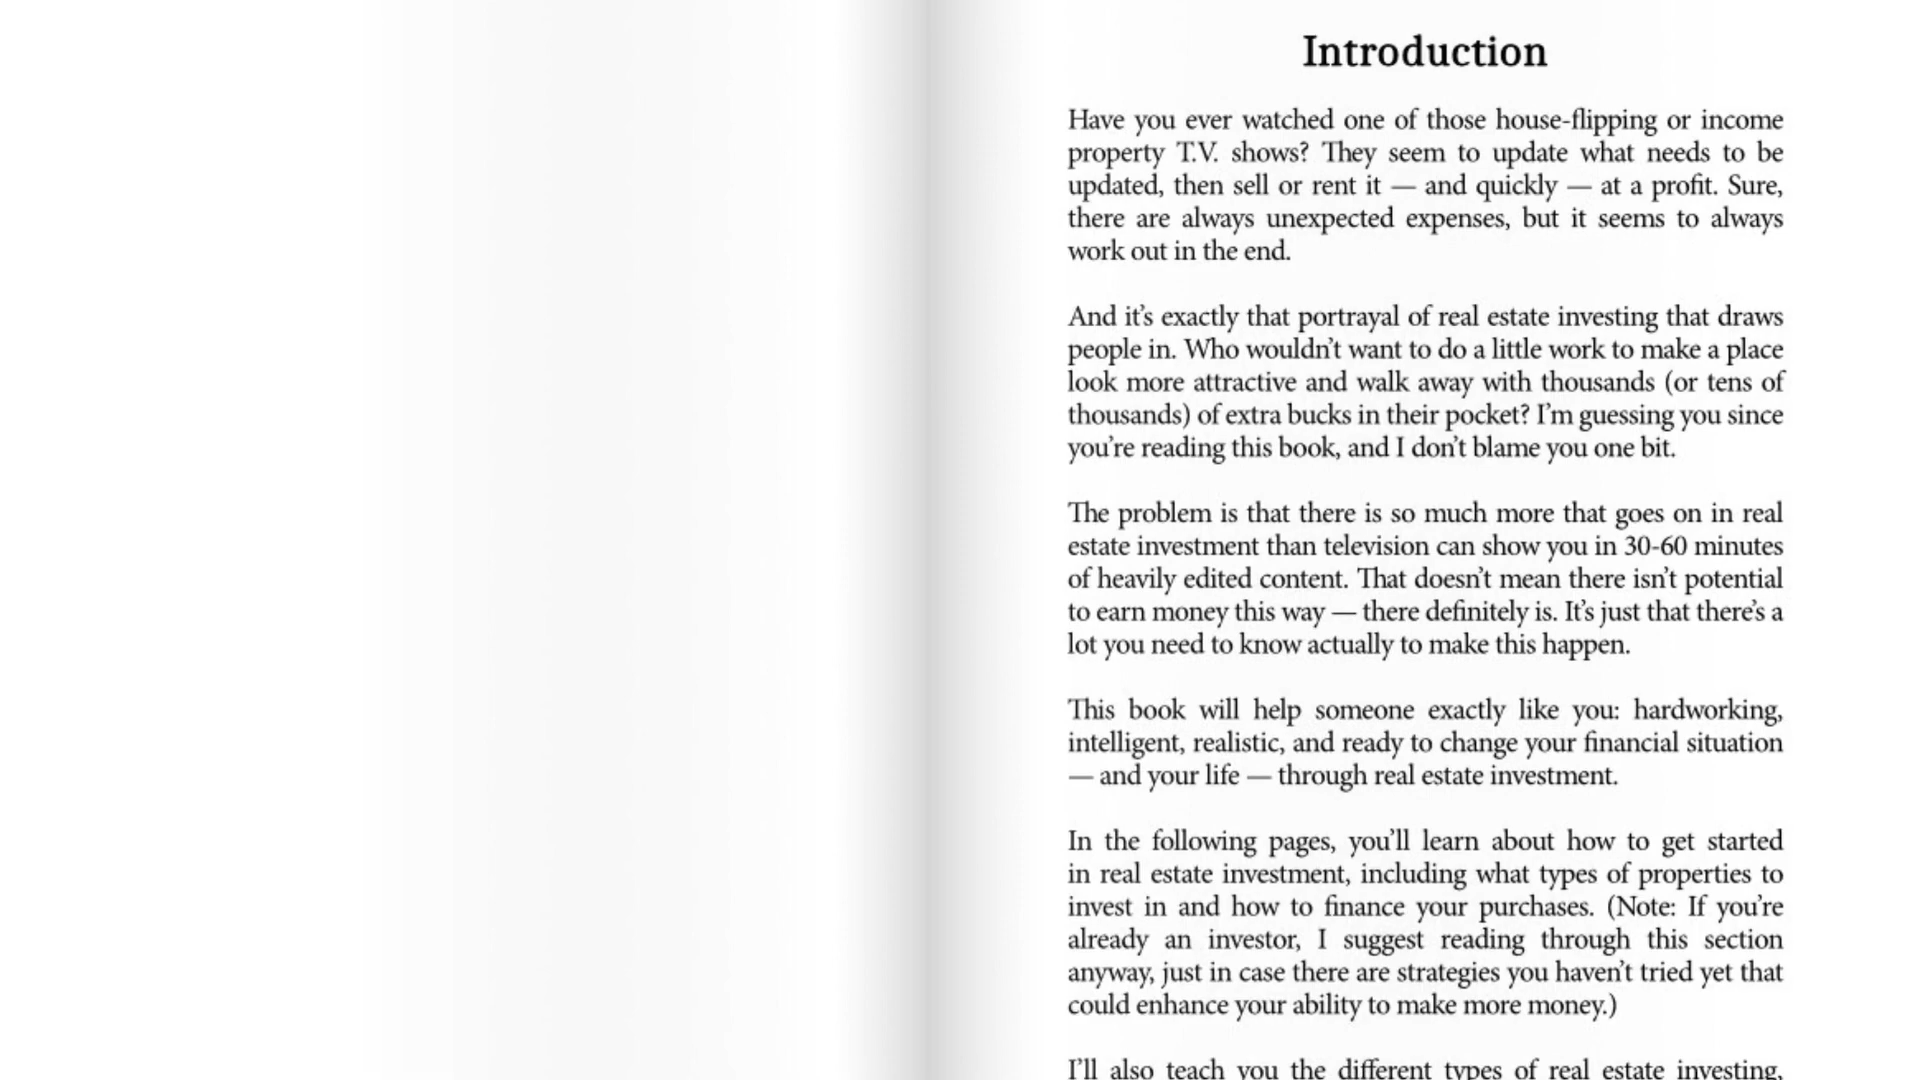 Introduction
Have you ever watched one of those house-flipping or income
property T.V. shows? They seem to update what needs to be
updated, then sell or rent it — and quickly — at a profit. Sure,
there are always unexpected expenses, but it seems to always
work out in the end.
And it’s exactly that portrayal of real estate investing that draws
people in. Who wouldn’t want to do a little work to make a place
look more attractive and walk away with thousands (or tens of
thousands) of extra bucks in their pocket? I’m guessing you since
you’re reading this book, and I don’t blame you one bit.
The problem is that there is so much more that goes on in real
estate investment than television can show you in 30-60 minutes
of heavily edited content. That doesn’t mean there isn’t potential
to earn money this way — there definitely is. It’s just that there’s a
lot you need to know actually to make this happen.
This book will help someone exactly like you: hardworking,
intelligent, realistic, and ready to change your financial situation
— and your life — through real estate investment.
In the following pages, you’ll learn about how to get started
in real estate investment, including what types of properties to
invest in and how to finance your purchases. (Note: If you’re
already an investor, I suggest reading through this section
anyway, just in case there are strategies you haven’t tried yet that
could enhance your ability to make more money.)
I’ll also teach you the different types of real estate investing,